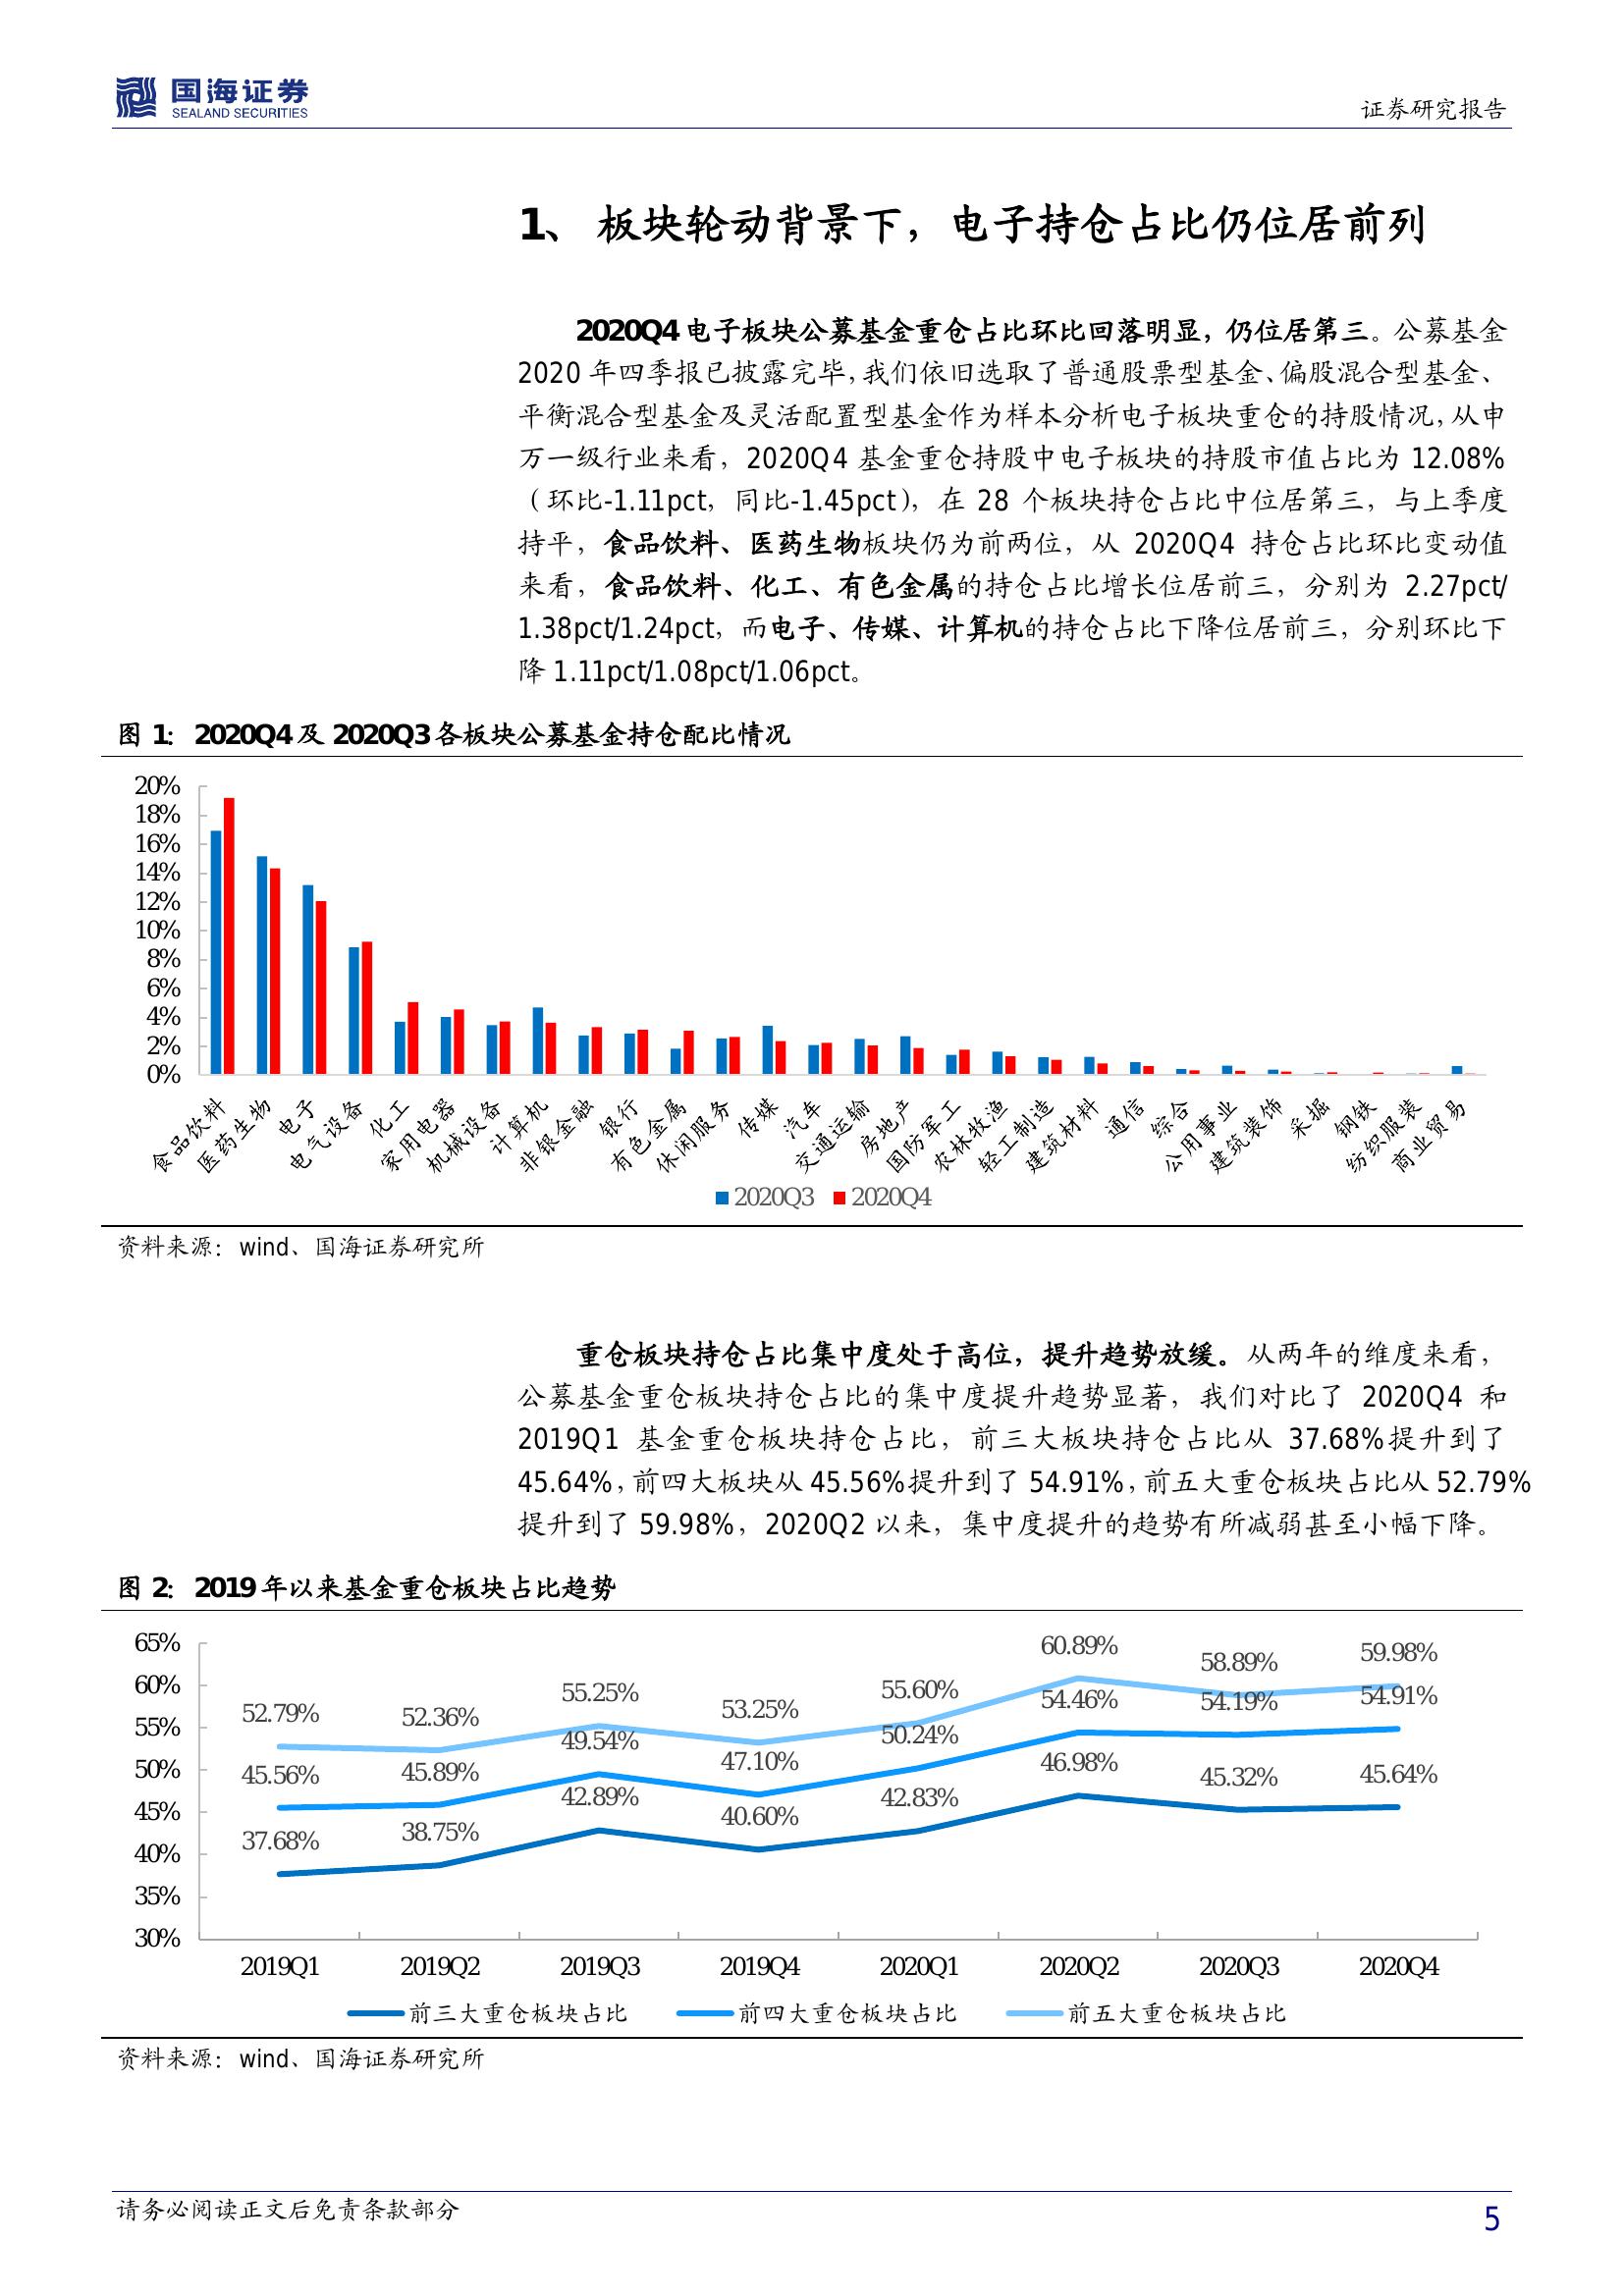 国海证券
SEALAND SECURITIES
证券研究报告
1、 板块轮动背景下，电子持仓占比仍位居前列
2020Q4 电子板块公募基金重仓占比环比回落明显，仍位居第三。公募基金
2020 年四季报已披露完毕，我们依旧选取了普通股票型基金、偏股混合型基金、
平衡混合型基金及灵活配置型基金作为样本分析电子板块重仓的持股情况，从申
万一级行业来看，2020Q4 基金重仓持股中电子板块的持股市值占比为 12.08%
（环比-1.11pct，同比-1.45pct），在 28 个板块持仓占比中位居第三，与上季度
持平，食品饮料、医药生物板块仍为前两位，从 2020Q4 持仓占比环比变动值
来看，食品饮料、化工、有色金属的持仓占比增长位居前三，分别为 2.27pct/
1.38pct/1.24pct，而电子、传媒、计算机的持仓占比下降位居前三，分别环比下
降 1.11pct/1.08pct/1.06pct。
图 1：2020Q4 及 2020Q3 各板块公募基金持仓配比情况
20%
18%
16%
14%
12%
10%
8%
6%
4%
2%
0%
食品饮料
医药生物
电子
电气设备
化工
家用电器
机械设备
计算机
非银金融
银行
有色金属
休闲服务
传媒
汽车
交通运输
房地产
国防军工
农林牧渔
轻工制造
建筑材料
通信
综合
公用事业
建筑装饰
采掘
钢铁
纺织服装
商业贸易
2020Q3 2020Q4
资料来源：wind、国海证券研究所
重仓板块持仓占比集中度处于高位，提升趋势放缓。从两年的维度来看，
公募基金重仓板块持仓占比的集中度提升趋势显著，我们对比了 2020Q4 和
2019Q1 基金重仓板块持仓占比，前三大板块持仓占比从 37.68%提升到了
45.64%，前四大板块从 45.56%提升到了 54.91%，前五大重仓板块占比从 52.79%
提升到了 59.98%，2020Q2 以来，集中度提升的趋势有所减弱甚至小幅下降。
图 2：2019 年以来基金重仓板块占比趋势
65%
60%
55%
50%
45%
40%
35%
30%
52.79% 52.36% 55.25% 53.25% 55.60% 60.89% 58.89% 59.98%
45.56% 45.89% 49.54% 47.10% 50.24% 54.46% 54.19% 54.91%
37.68% 38.75% 42.89% 40.60% 42.83% 46.98% 45.32% 45.64%
2019Q1 2019Q2 2019Q3 2019Q4 2020Q1 2020Q2 2020Q3 2020Q4
前三大重仓板块占比 前四大重仓板块占比 前五大重仓板块占比
资料来源：wind、国海证券研究所
请务必阅读正文后免责条款部分
5